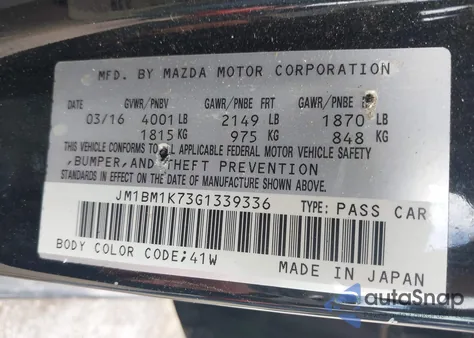 MFD. BY MAZDA MOTOR CORPORATION
DATE GVWR/PNBV GAWR/PNBE FRT GAWR/PNBE
03/16 4001 LB 2149 LB 1870 LB
1815 KG 975 KG 848 KG
THIS VEHICLE CONFORMS TO ALL APPLICABLE FEDERAL MOTOR VEHICLE SAFETY
,BUMPER,AND THEFT PREVENTION
STANDARDS IN EFFECT ON THE DATE OF MANUFACTURE SHOWN ABOVE.
JM1BM1K73G1339336 TYPE: PASS CAR
BODY COLOR CODE;41W MADE IN JAPAN
autoSnap